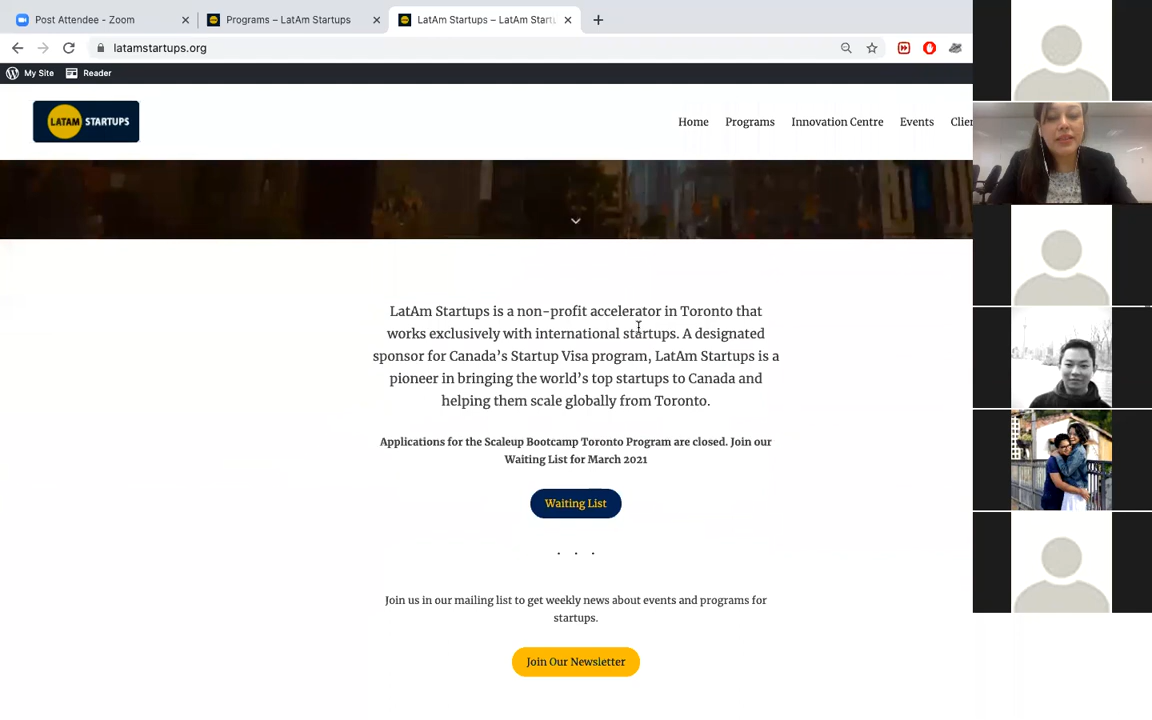 Post Attendee - Zoom
Programs – LatAm Startups
LatAm Startups – LatAm Start
latamstartups.org
My Site
Reader
LATAM STARTUPS
Home Programs Innovation Centre Events Clien
LatAm Startups is a non-profit accelerator in Toronto that
works exclusively with international startups. A designated
sponsor for Canada's Startup Visa program, LatAm Startups is a
pioneer in bringing the world's top startups to Canada and
helping them scale globally from Toronto.
Applications for the Scaleup Bootcamp Toronto Program are closed. Join our
Waiting List for March 2021
Waiting List
Join us in our mailing list to get weekly news about events and programs for
startups.
Join Our Newsletter